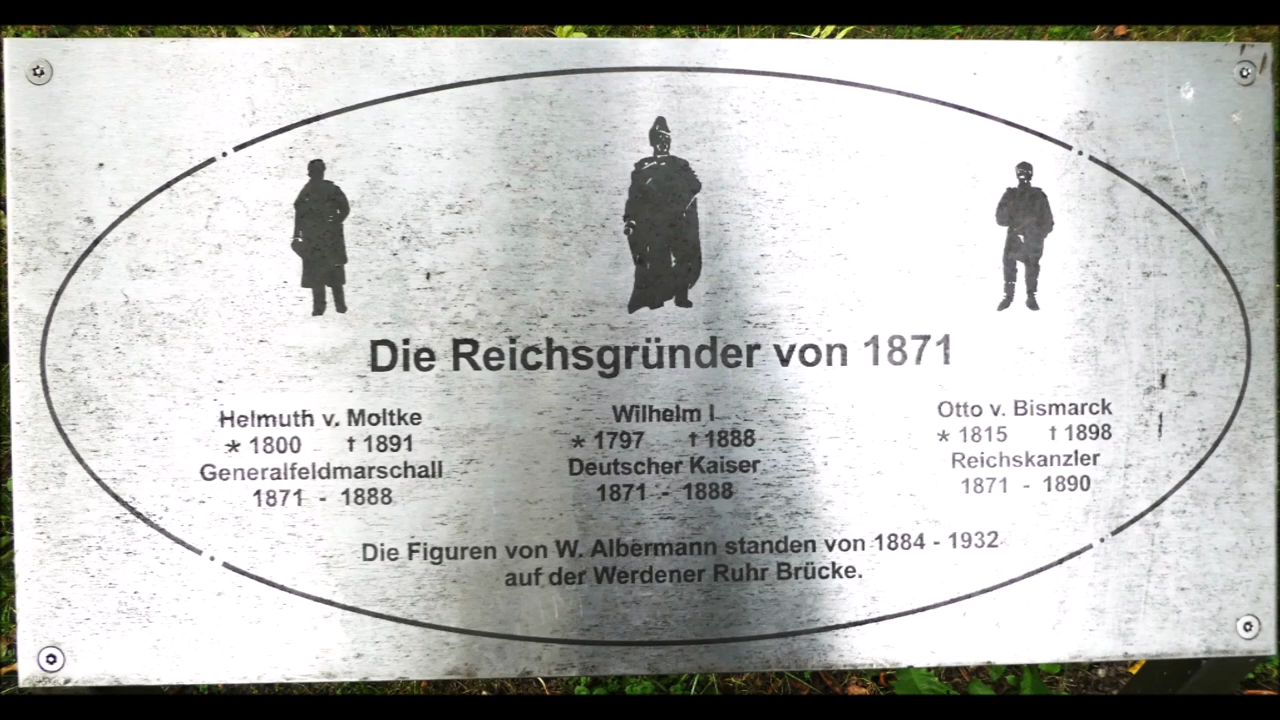 Die Reichsgründer von 1871
Helmuth v. Moltke
* 1800 † 1891
Generalfeldmarschall
1871 - 1888
Wilhelm I.
* 1797 † 1888
Deutscher Kaiser
1871 - 1888
Otto v. Bismarck
* 1815 † 1898
Reichskanzler
1871 - 1890
Die Figuren von W. Albermann standen von 1884 - 1932
auf der Werdener Ruhr Brücke.